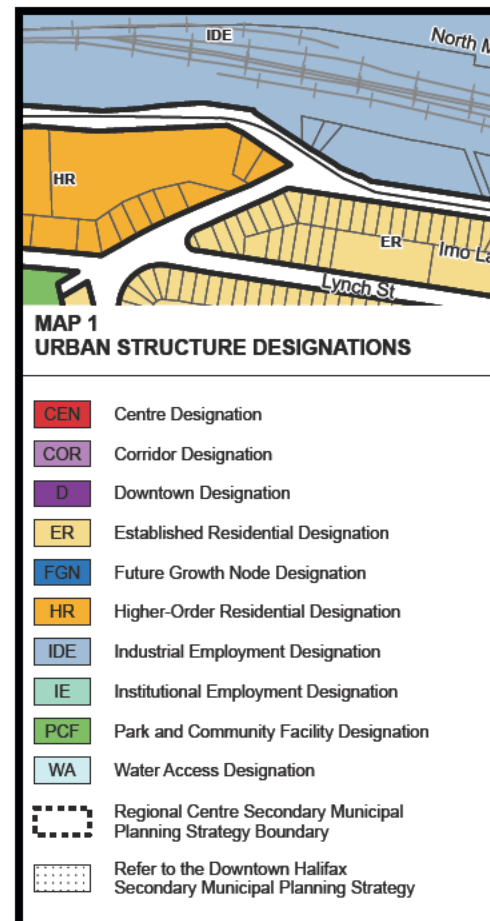 IDE
North M
HR
ER
Imo La
Lynch St
MAP 1
URBAN STRUCTURE DESIGNATIONS
CEN Centre Designation
COR Corridor Designation
D Downtown Designation
ER Established Residential Designation
FGN Future Growth Node Designation
HR Higher-Order Residential Designation
IDE Industrial Employment Designation
IE Institutional Employment Designation
PCF Park and Community Facility Designation
WA Water Access Designation
Regional Centre Secondary Municipal
Planning Strategy Boundary
Refer to the Downtown Halifax
Secondary Municipal Planning Strategy